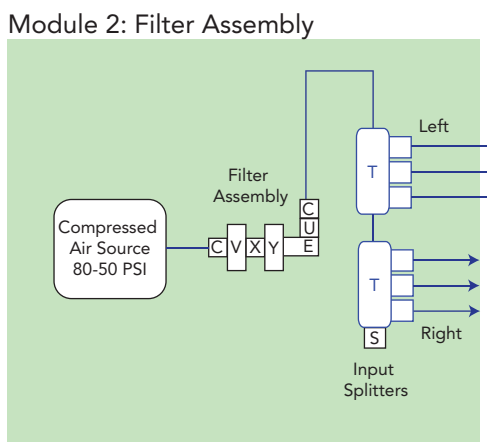 Module 2: Filter Assembly
Left
T
Filter
Assembly
C
U
E
Compressed
Air Source
80-50 PSI
C V X Y
T
S
Right
Input
Splitters